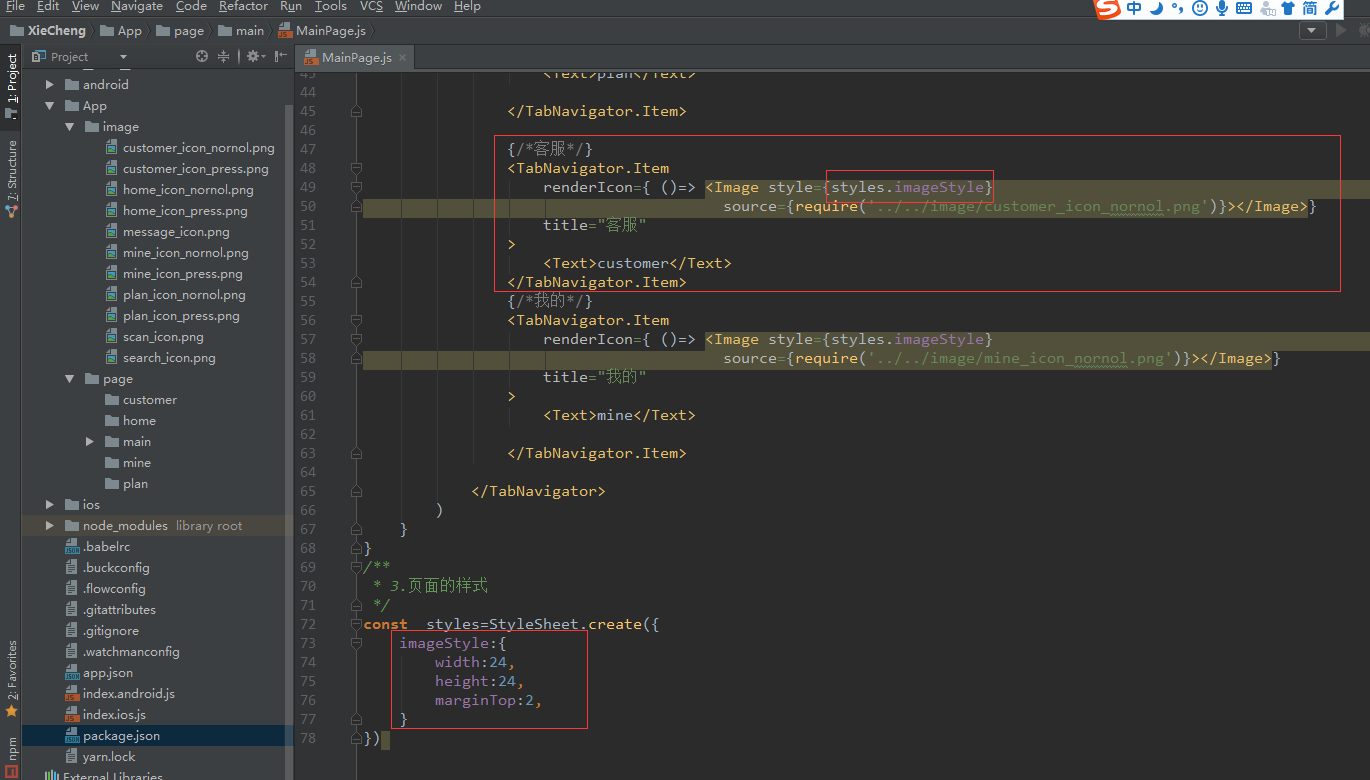 File Edit View Navigate Code Refactor Run Tools VCS Window Help
中 简
XieCheng App page main MainPage.js
Project MainPage.js
1: Project
7: Structure
2: Favorites
npm
android
App
image
customer_icon_nornol.png
customer_icon_press.png
home_icon_nornol.png
home_icon_press.png
message_icon.png
mine_icon_nornol.png
mine_icon_press.png
plan_icon_nornol.png
plan_icon_press.png
scan_icon.png
search_icon.png
page
customer
home
main
mine
plan
ios
node_modules library root
.babelrc
.buckconfig
.flowconfig
.gitattributes
.gitignore
.watchmanconfig
app.json
index.android.js
index.ios.js
package.json
yarn.lock
External Libraries
43 <Text>plan</Text>
44
45 </TabNavigator.Item>
46
47 {/*客服*/}
48 <TabNavigator.Item
49 renderIcon={ ()=> <Image style={styles.imageStyle}
50 source={require('../../image/customer_icon_nornol.png')}></Image>}
51 title="客服"
52 >
53 <Text>customer</Text>
54 </TabNavigator.Item>
55 {/*我的*/}
56 <TabNavigator.Item
57 renderIcon={ ()=> <Image style={styles.imageStyle}
58 source={require('../../image/mine_icon_nornol.png')}></Image>}
59 title="我的"
60 >
61 <Text>mine</Text>
62
63 </TabNavigator.Item>
64
65 </TabNavigator>
66 )
67 }
68 }
69 /**
70 * 3.页面的样式
71 */
72 const styles=StyleSheet.create({
73 imageStyle:{
74 width:24,
75 height:24,
76 marginTop:2,
77 }
78 })